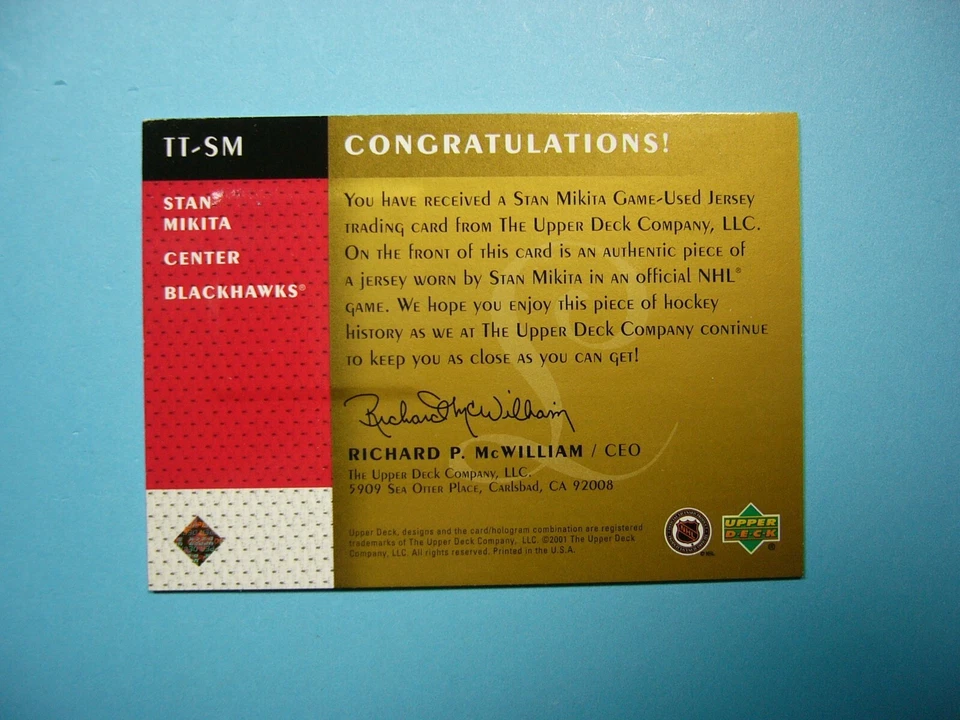 TT-SM
STAN
MIKITA
CENTER
BLACKHAWKS®
CONGRATULATIONS!
You have received a Stan Mikita Game-Used Jersey
trading card from The Upper Deck Company, LLC.
On the front of this card is an authentic piece of
a jersey worn by Stan Mikita in an official NHL®
game. We hope you enjoy this piece of hockey
history as we at The Upper Deck Company continue
to keep you as close as you can get!
Richard P. McWilliam
RICHARD P. McWILLIAM / CEO
The Upper Deck Company, LLC.
5909 Sea Otter Place, Carlsbad, CA 92008
Upper Deck, designs and the card/hologram combination are registered
trademarks of The Upper Deck Company, LLC. ©2001 The Upper Deck
Company, LLC. All rights reserved. Printed in the U.S.A.
NHL
© NHL
UPPER
DECK
®